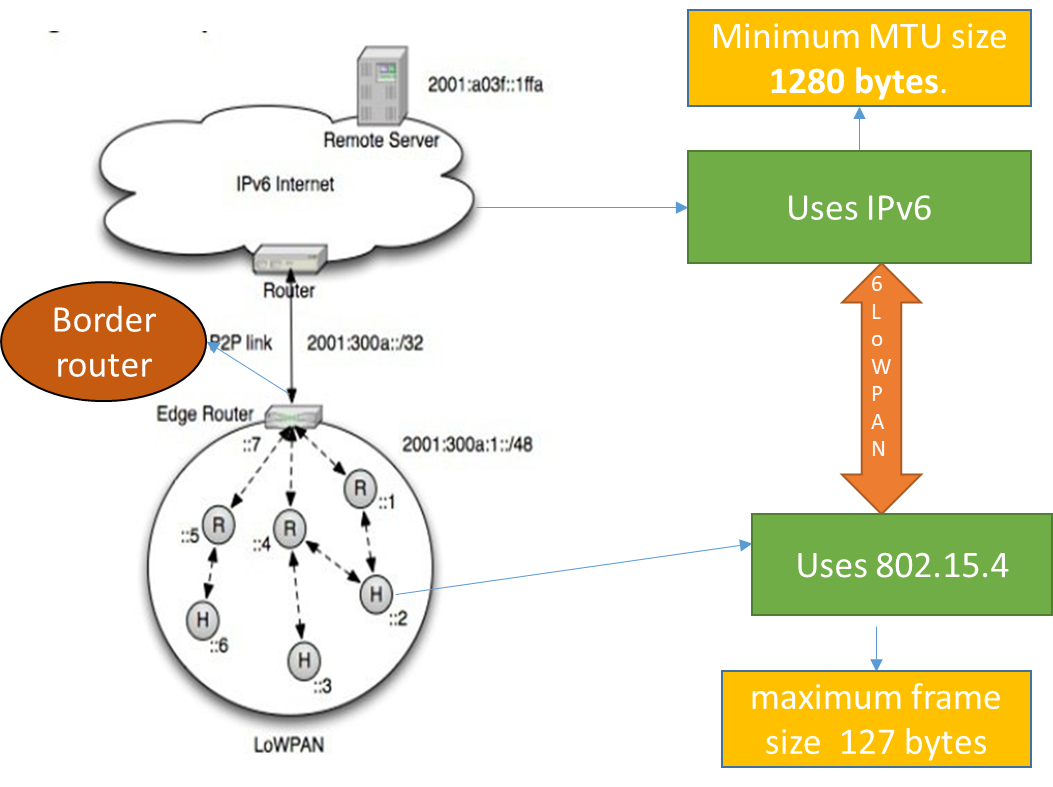 Minimum MTU size
1280 bytes.
2001:a03f::1ffa
Remote Server
IPv6 Internet
Uses IPv6
Router
Border
router
P2P link
2001:300a::/32
6
L
o
W
P
A
N
Edge Router
::7
2001:300a:1::/48
R
::1
R
::5
R
::4
H
::2
H
::6
H
::3
LoWPAN
Uses 802.15.4
maximum frame
size 127 bytes